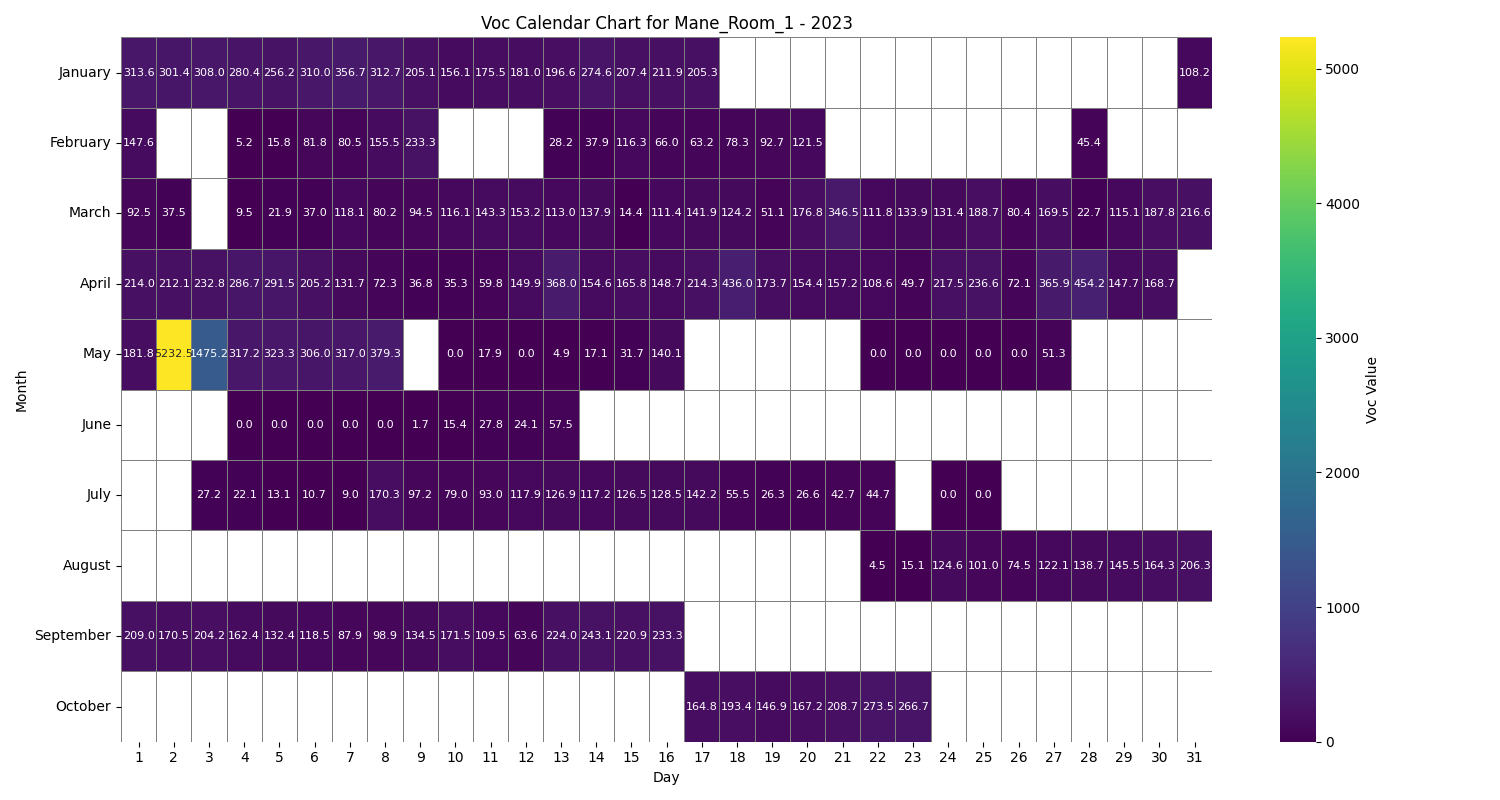 Voc Calendar Chart for Mane_Room_1 - 2023
January 313.6 301.4 308.0 280.4 256.2 310.0 356.7 312.7 205.1 156.1 175.5 181.0 196.6 274.6 207.4 211.9 205.3 108.2
February 147.6 5.2 15.8 81.8 80.5 155.5 233.3 28.2 37.9 116.3 66.0 63.2 78.3 92.7 121.5 45.4
March 92.5 37.5 9.5 21.9 37.0 118.1 80.2 94.5 116.1 143.3 153.2 113.0 137.9 14.4 111.4 141.9 124.2 51.1 176.8 346.5 111.8 133.9 131.4 188.7 80.4 169.5 22.7 115.1 187.8 216.6
April 214.0 212.1 232.8 286.7 291.5 205.2 131.7 72.3 36.8 35.3 59.8 149.9 368.0 154.6 165.8 148.7 214.3 436.0 173.7 154.4 157.2 108.6 49.7 217.5 236.6 72.1 365.9 454.2 147.7 168.7
May 181.8 5232.5 1475.2 317.2 323.3 306.0 317.0 379.3 0.0 17.9 0.0 4.9 17.1 31.7 140.1 0.0 0.0 0.0 0.0 0.0 51.3
June 0.0 0.0 0.0 0.0 0.0 1.7 15.4 27.8 24.1 57.5
July 27.2 22.1 13.1 10.7 9.0 170.3 97.2 79.0 93.0 117.9 126.9 117.2 126.5 128.5 142.2 55.5 26.3 26.6 42.7 44.7 0.0 0.0
August 4.5 15.1 124.6 101.0 74.5 122.1 138.7 145.5 164.3 206.3
September 209.0 170.5 204.2 162.4 132.4 118.5 87.9 98.9 134.5 171.5 109.5 63.6 224.0 243.1 220.9 233.3
October 164.8 193.4 146.9 167.2 208.7 273.5 266.7
1 2 3 4 5 6 7 8 9 10 11 12 13 14 15 16 17 18 19 20 21 22 23 24 25 26 27 28 29 30 31
Day
Month
5000
4000
3000
2000
1000
0
Voc Value